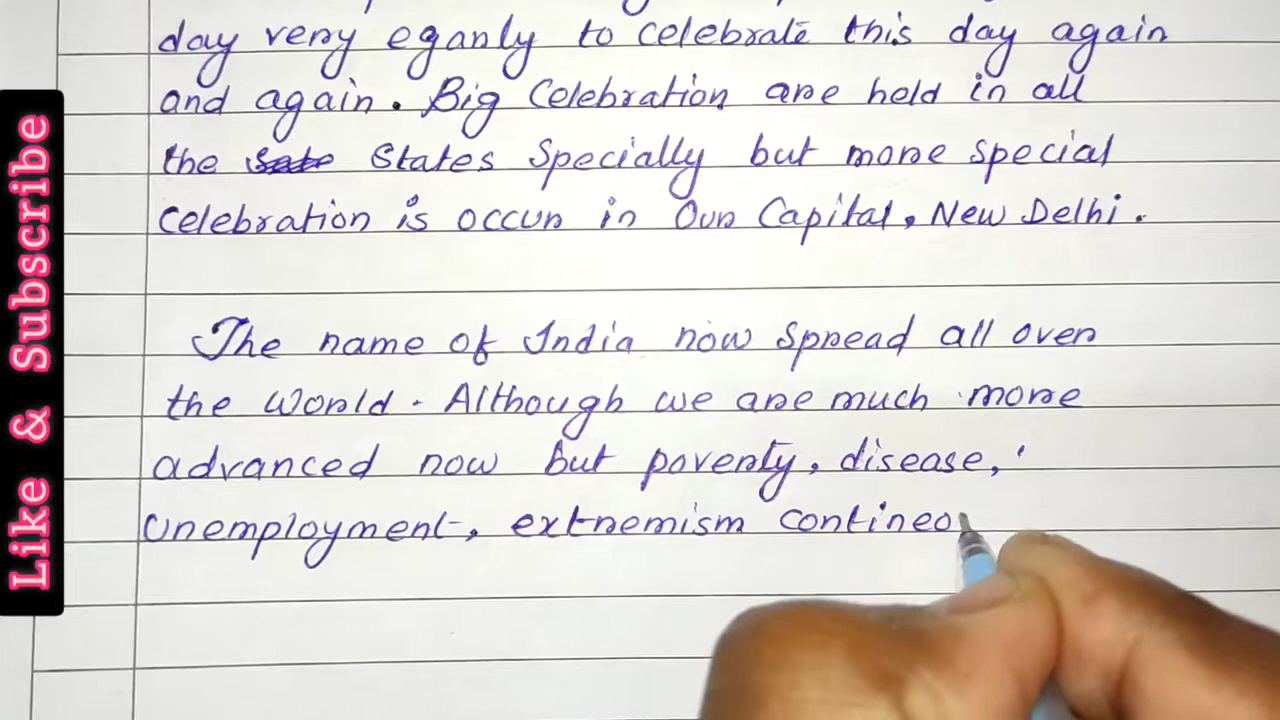 day very eganly to celebrate this day again
and again. Big Celebration are held in all
the Sate States Specially but more special
celebration is occur in Our Capital, New Delhi.
The name of India now Spread all over
the World. Although we are much more
advanced now but poverty, disease,
Unemployment, extremism contineo
Like & Subscribe